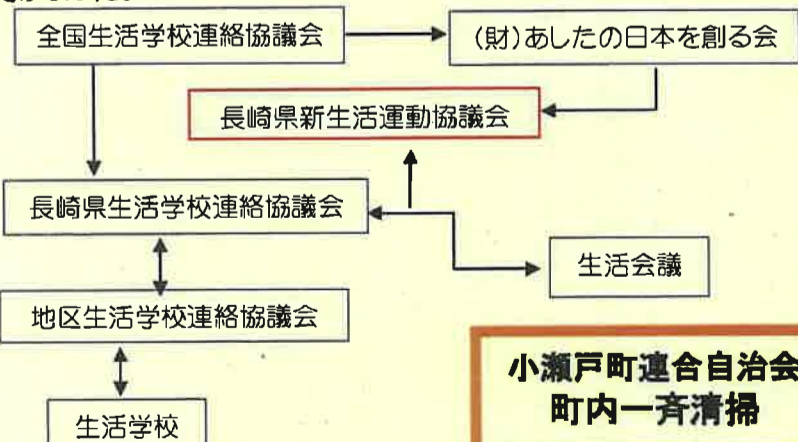 全国生活学校連絡協議会
(財)あしたの日本を創る会
長崎県新生活運動協議会
長崎県生活学校連絡協議会
生活会議
地区生活学校連絡協議会
生活学校
小瀬戸町連合自治会
町内一斉清掃